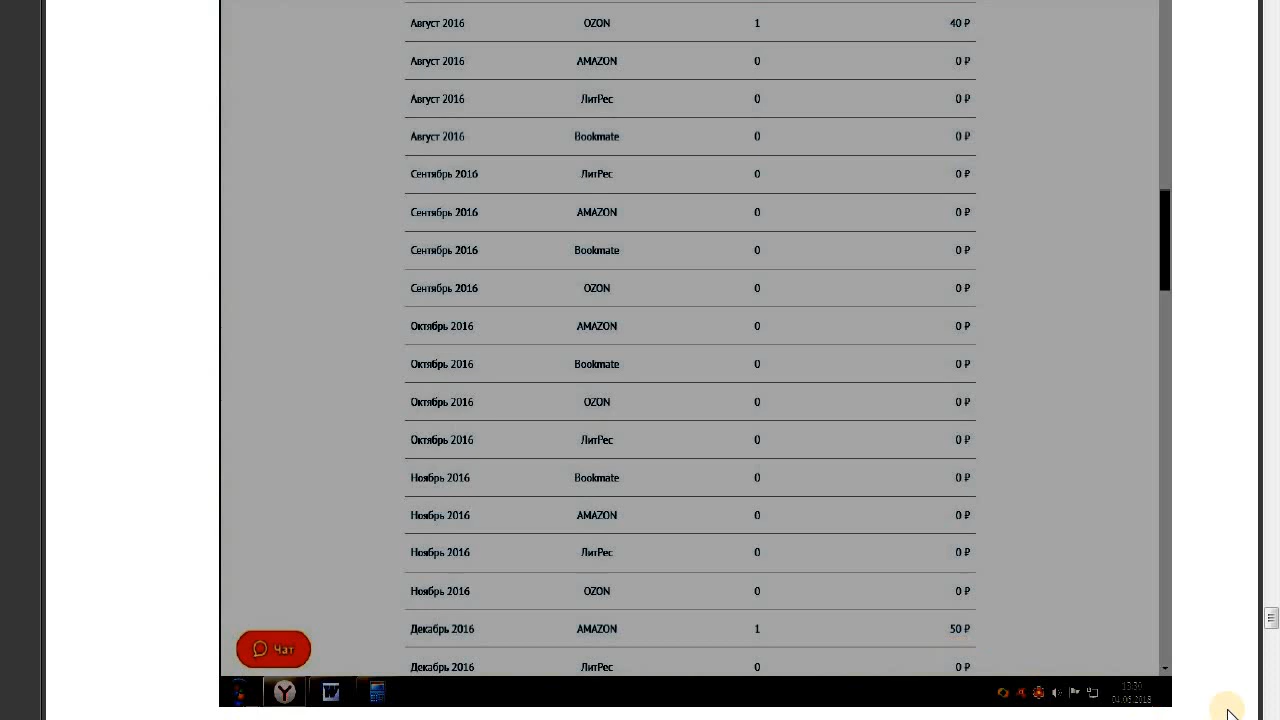 Август 2016 OZON 1 40 ₽
Август 2016 AMAZON 0 0 ₽
Август 2016 ЛитРес 0 0 ₽
Август 2016 Bookmate 0 0 ₽
Сентябрь 2016 ЛитРес 0 0 ₽
Сентябрь 2016 AMAZON 0 0 ₽
Сентябрь 2016 Bookmate 0 0 ₽
Сентябрь 2016 OZON 0 0 ₽
Октябрь 2016 AMAZON 0 0 ₽
Октябрь 2016 Bookmate 0 0 ₽
Октябрь 2016 OZON 0 0 ₽
Октябрь 2016 ЛитРес 0 0 ₽
Ноябрь 2016 Bookmate 0 0 ₽
Ноябрь 2016 AMAZON 0 0 ₽
Ноябрь 2016 ЛитРес 0 0 ₽
Ноябрь 2016 OZON 0 0 ₽
Декабрь 2016 AMAZON 1 50 ₽
Чат
Декабрь 2016 ЛитРес 0 0 ₽